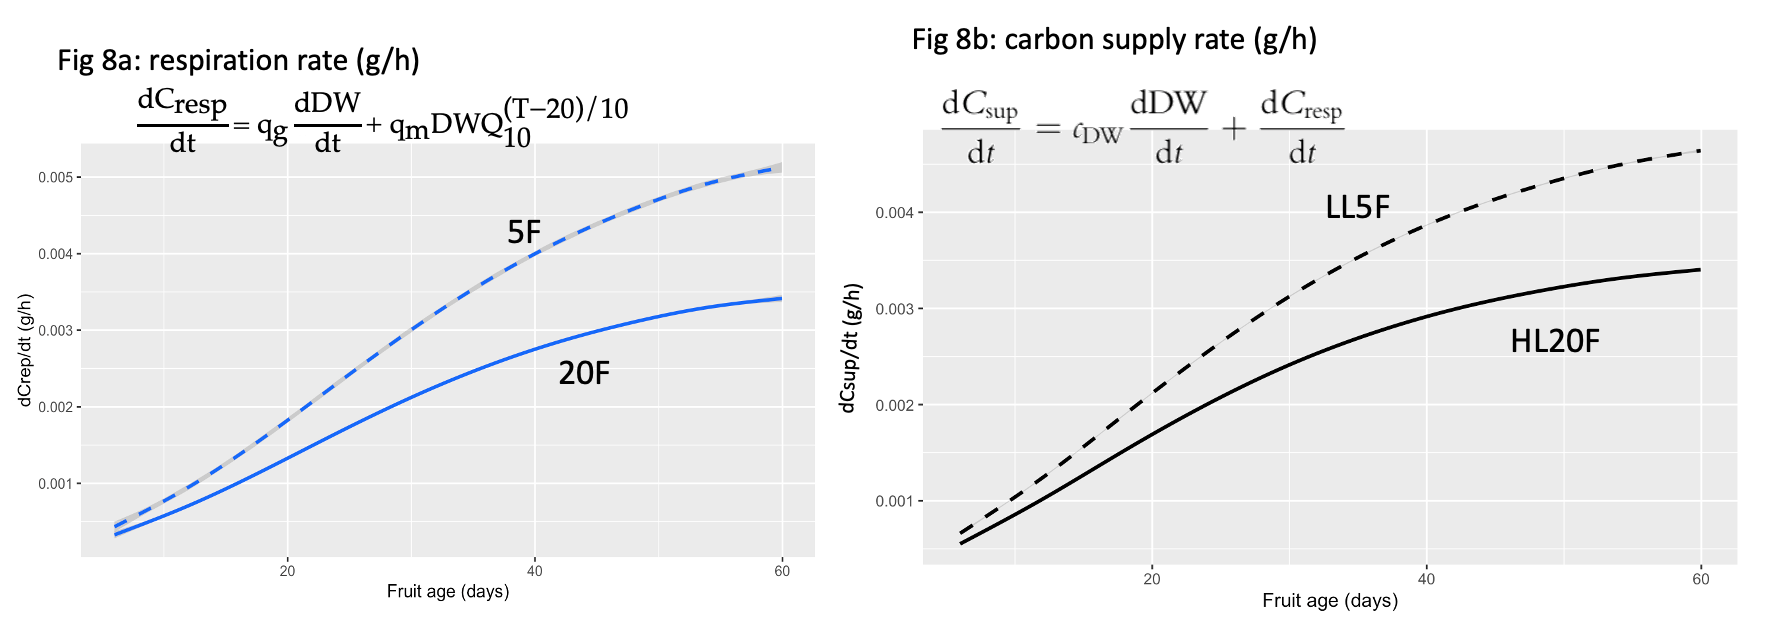 Fig 8a: respiration rate (g/h)
dCresp/dt = qg dDW/dt + qmDWQ10^(T−20)/10
0.005
0.004
0.003
0.002
0.001
dCrep/dt (g/h)
5F
20F
20 40 60
Fruit age (days)
Fig 8b: carbon supply rate (g/h)
dCsup/dt = cDW dDW/dt + dCresp/dt
0.004
0.003
0.002
0.001
dCsup/dt (g/h)
LL5F
HL20F
20 40 60
Fruit age (days)